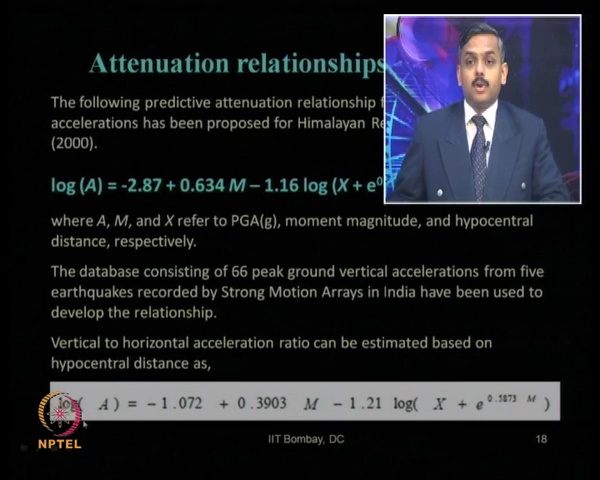 Attenuation relationships
The following predictive attenuation relationship
accelerations has been proposed for Himalayan
(2000).
log (A) = -2.87 + 0.634 M – 1.16 log (X + e
where A, M, and X refer to PGA(g), moment magnitude, and hypocentral
distance, respectively.
The database consisting of 66 peak ground vertical accelerations from five
earthquakes recorded by Strong Motion Arrays in India have been used to
develop the relationship.
Vertical to horizontal acceleration ratio can be estimated based on
hypocentral distance as,
log( A ) = − 1.072 + 0.3903 M − 1.21 log( X + e^0.5873 M )
NPTEL
IIT Bombay, DC
18